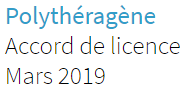 Polythéragène
Accord de licence
Mars 2019